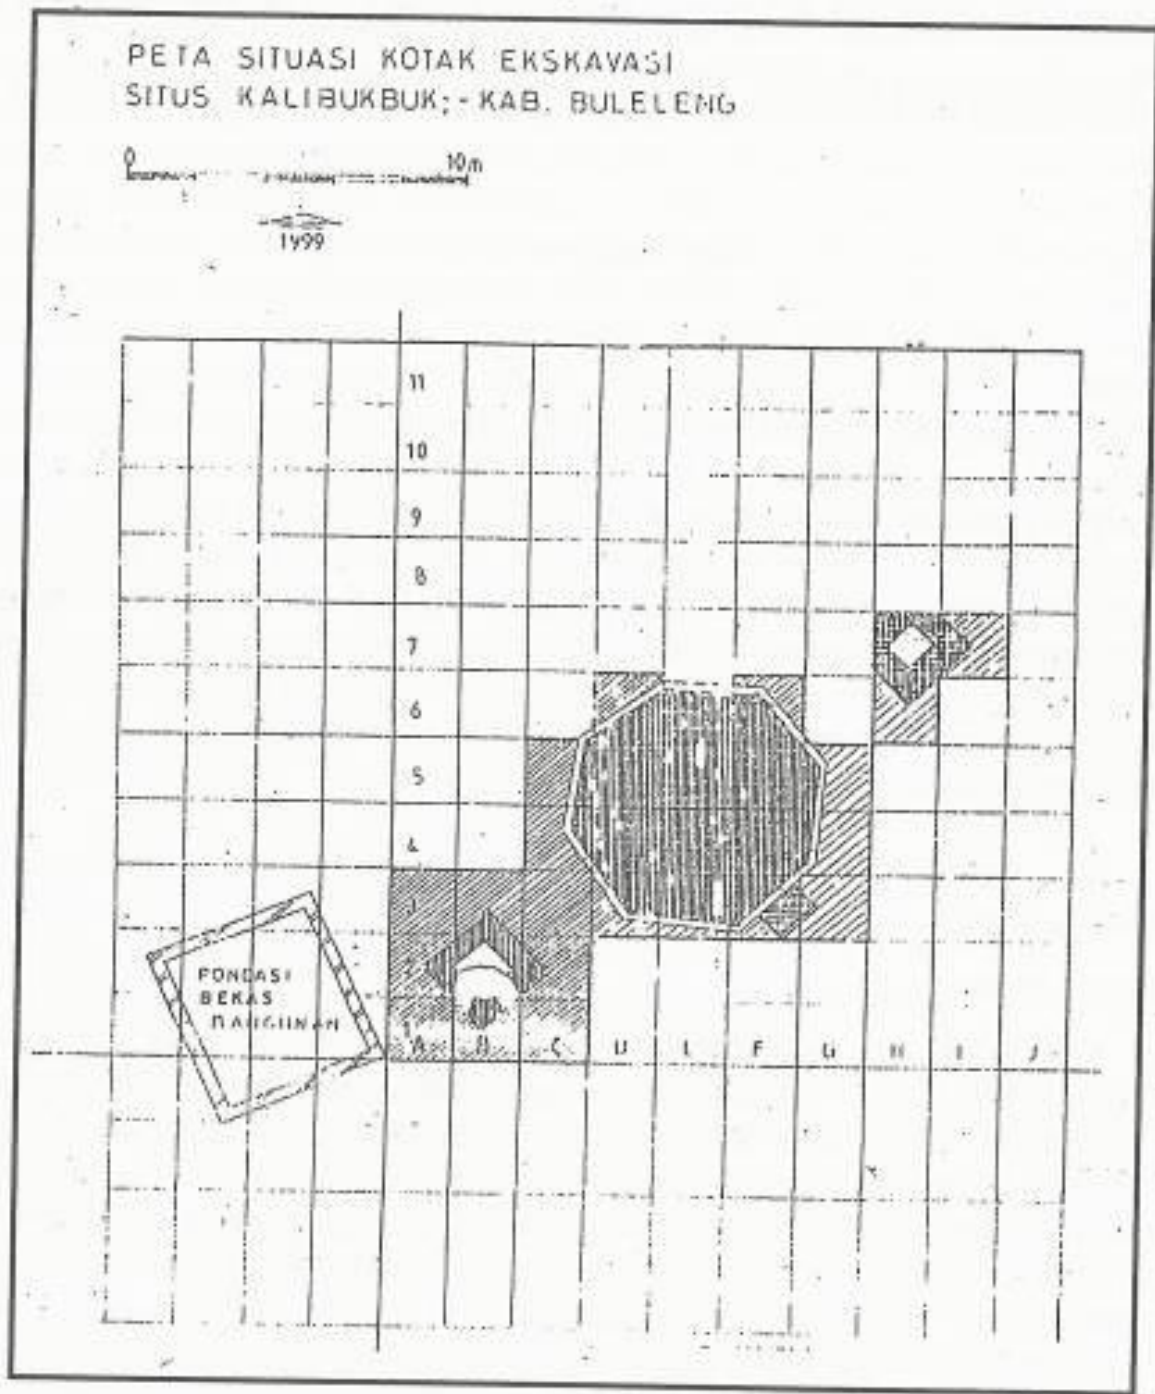 PETA SITUASI KOTAK EKSKAVASI
SITUS KALIBUKBUK; - KAB. BULELENG
0 10m
1999
11
10
9
8
7
6
5
4
PONDASI
BEKAS
BANGUNAN
A B C D E F G H I J